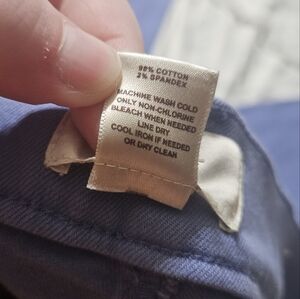 98% COTTON
2% SPANDEX
MACHINE WASH COLD
ONLY NON-CHLORINE
BLEACH WHEN NEEDED
LINE DRY
COOL IRON IF NEEDED
OR DRY CLEAN